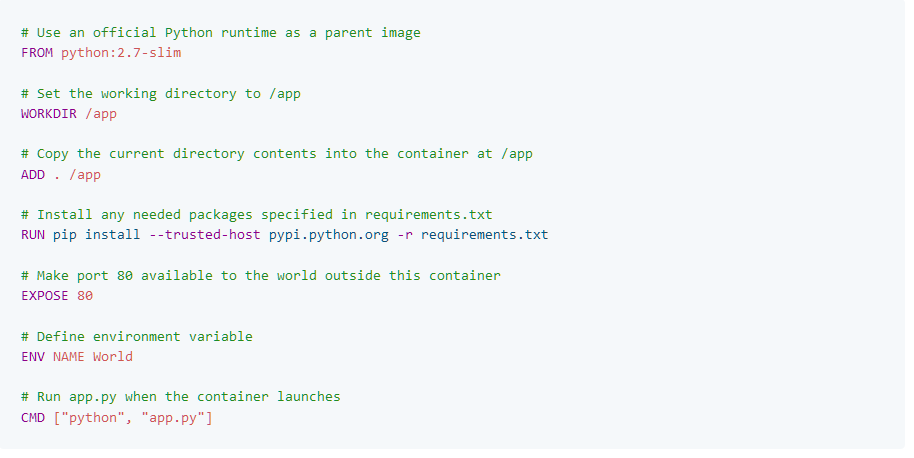 # Use an official Python runtime as a parent image
FROM python:2.7-slim
# Set the working directory to /app
WORKDIR /app
# Copy the current directory contents into the container at /app
ADD . /app
# Install any needed packages specified in requirements.txt
RUN pip install --trusted-host pypi.python.org -r requirements.txt
# Make port 80 available to the world outside this container
EXPOSE 80
# Define environment variable
ENV NAME World
# Run app.py when the container launches
CMD ["python", "app.py"]